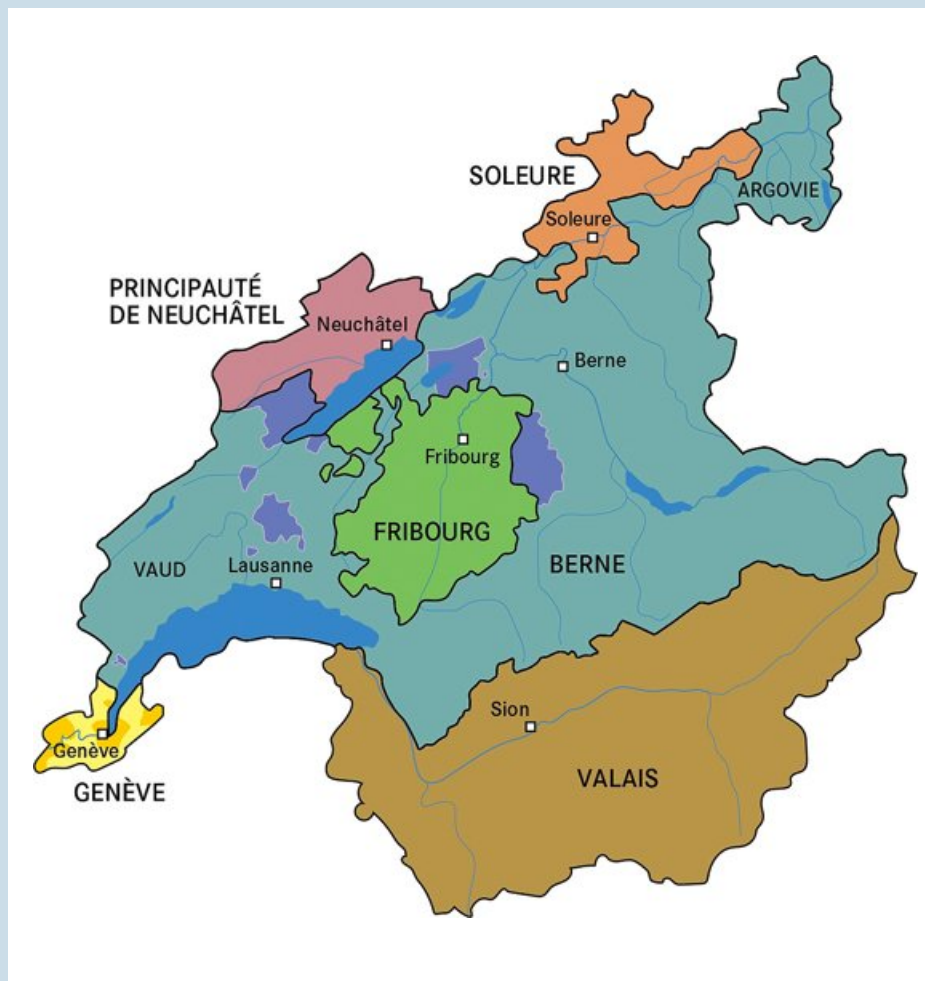 SOLEURE
ARGOVIE
Soleure
PRINCIPAUTÉ
DE NEUCHÂTEL
Neuchâtel
Berne
Fribourg
FRIBOURG
BERNE
VAUD
Lausanne
Sion
Genève
VALAIS
GENÈVE